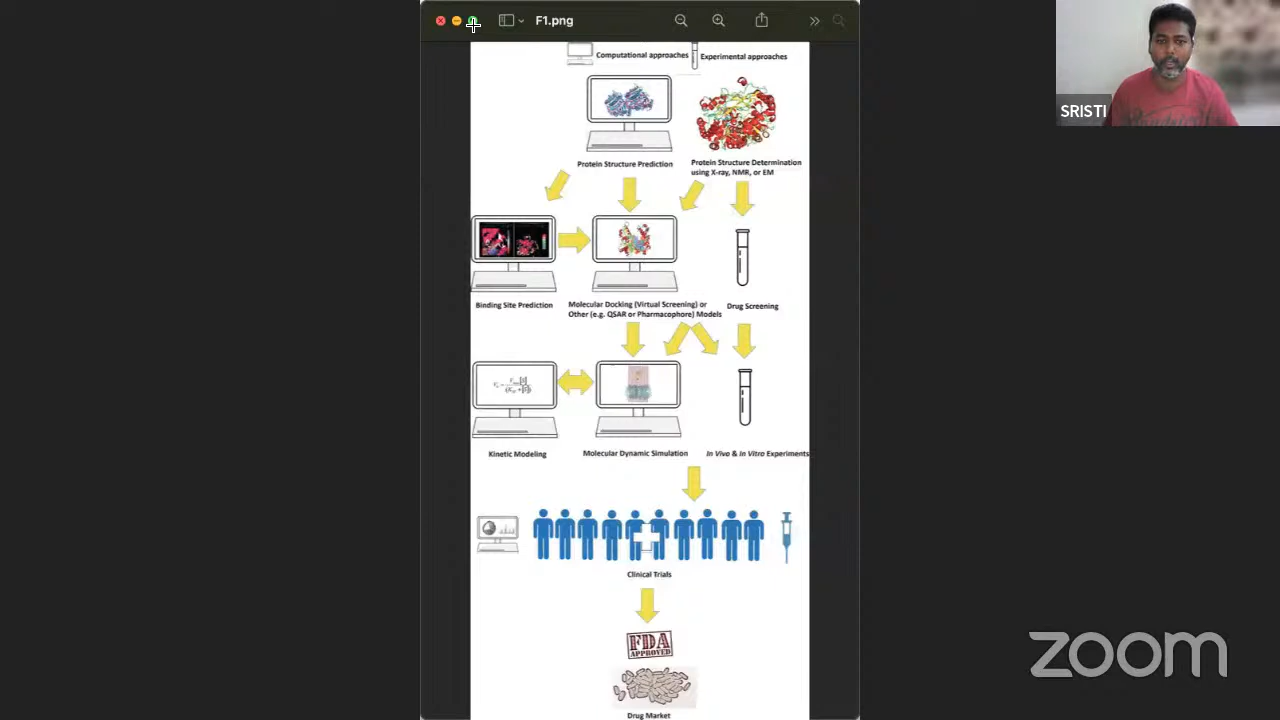 F1.png
Computational approaches
Experimental approaches
SRISTI
Protein Structure Prediction
Protein Structure Determination
using X-ray, NMR, or EM
Binding Site Prediction
Molecular Docking (Virtual Screening) or
Other (e.g. QSAR or Pharmacophore) Models
Drug Screening
Kinetic Modeling
Molecular Dynamic Simulation
In Vivo & In Vitro Experiments
Clinical Trials
FDA
APPROVED
Drug Market
zoom